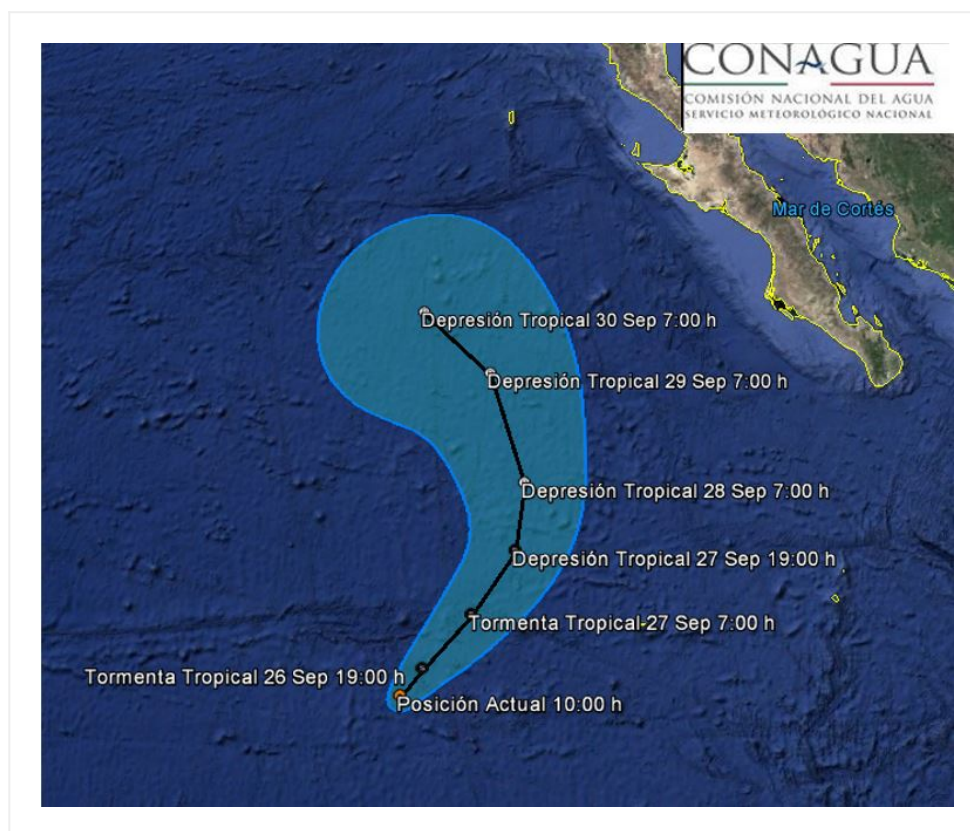 CONAGUA
COMISIÓN NACIONAL DEL AGUA
SERVICIO METEOROLÓGICO NACIONAL
Mar de Cortés
Depresión Tropical 30 Sep 7:00 h
Depresión Tropical 29 Sep 7:00 h
Depresión Tropical 28 Sep 7:00 h
Depresión Tropical 27 Sep 19:00 h
Tormenta Tropical 27 Sep 7:00 h
Tormenta Tropical 26 Sep 19:00 h
Posición Actual 10:00 h